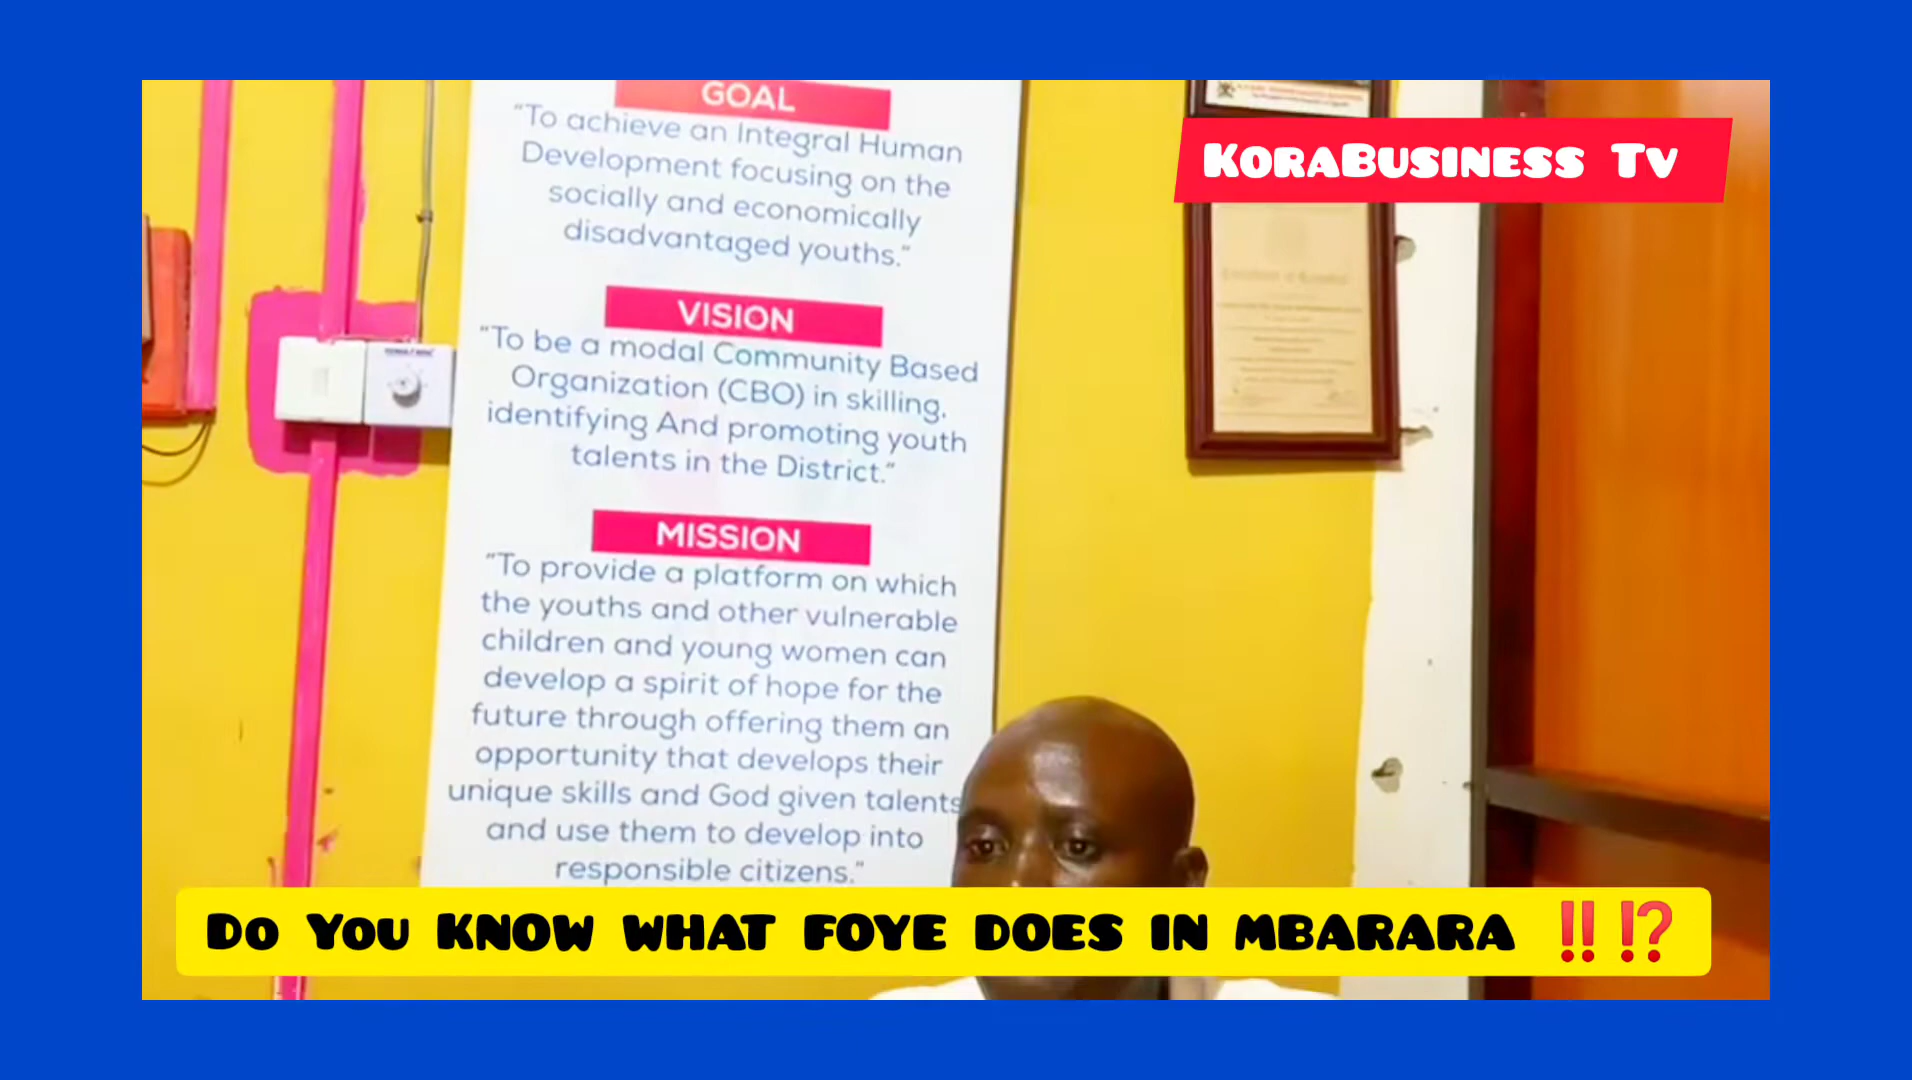 GOAL
“To achieve an Integral Human
Development focusing on the
socially and economically
disadvantaged youths.”
VISION
“To be a modal Community Based
Organization (CBO) in skilling,
identifying And promoting youth
talents in the District.”
MISSION
“To provide a platform on which
the youths and other vulnerable
children and young women can
develop a spirit of hope for the
future through offering them an
opportunity that develops their
unique skills and God given talents
and use them to develop into
responsible citizens.”
KoraBusiness Tv
Do You KNOW WHAT FOYE DOES IN MBARARA ‼️⁉️